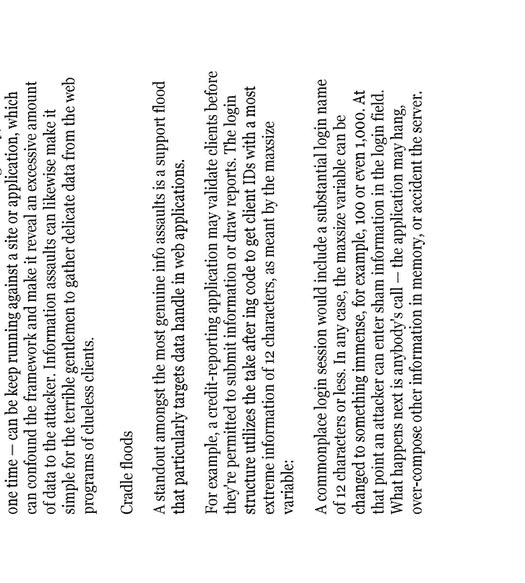 one time — can be keep running against a site or application, which
can confound the framework and make it reveal an excessive amount
of data to the attacker. Information assaults can likewise make it
simple for the terrible gentlemen to gather delicate data from the web
programs of clueless clients.
Cradle floods
A standout amongst the most genuine info assaults is a support flood
that particularly targets data handle in web applications.
For example, a credit-reporting application may validate clients before
they're permitted to submit information or draw reports. The login
structure utilizes the take after ing code to get client IDs with a most
extreme information of 12 characters, as meant by the maxsize
variable:
A commonplace login session would include a substantial login name
of 12 characters or less. In any case, the maxsize variable can be
changed to something immense, for example, 100 or even 1,000. At
that point an attacker can enter sham information in the login field.
What happens next is anybody's call — the application may hang,
over-compose other information in memory, or accident the server.